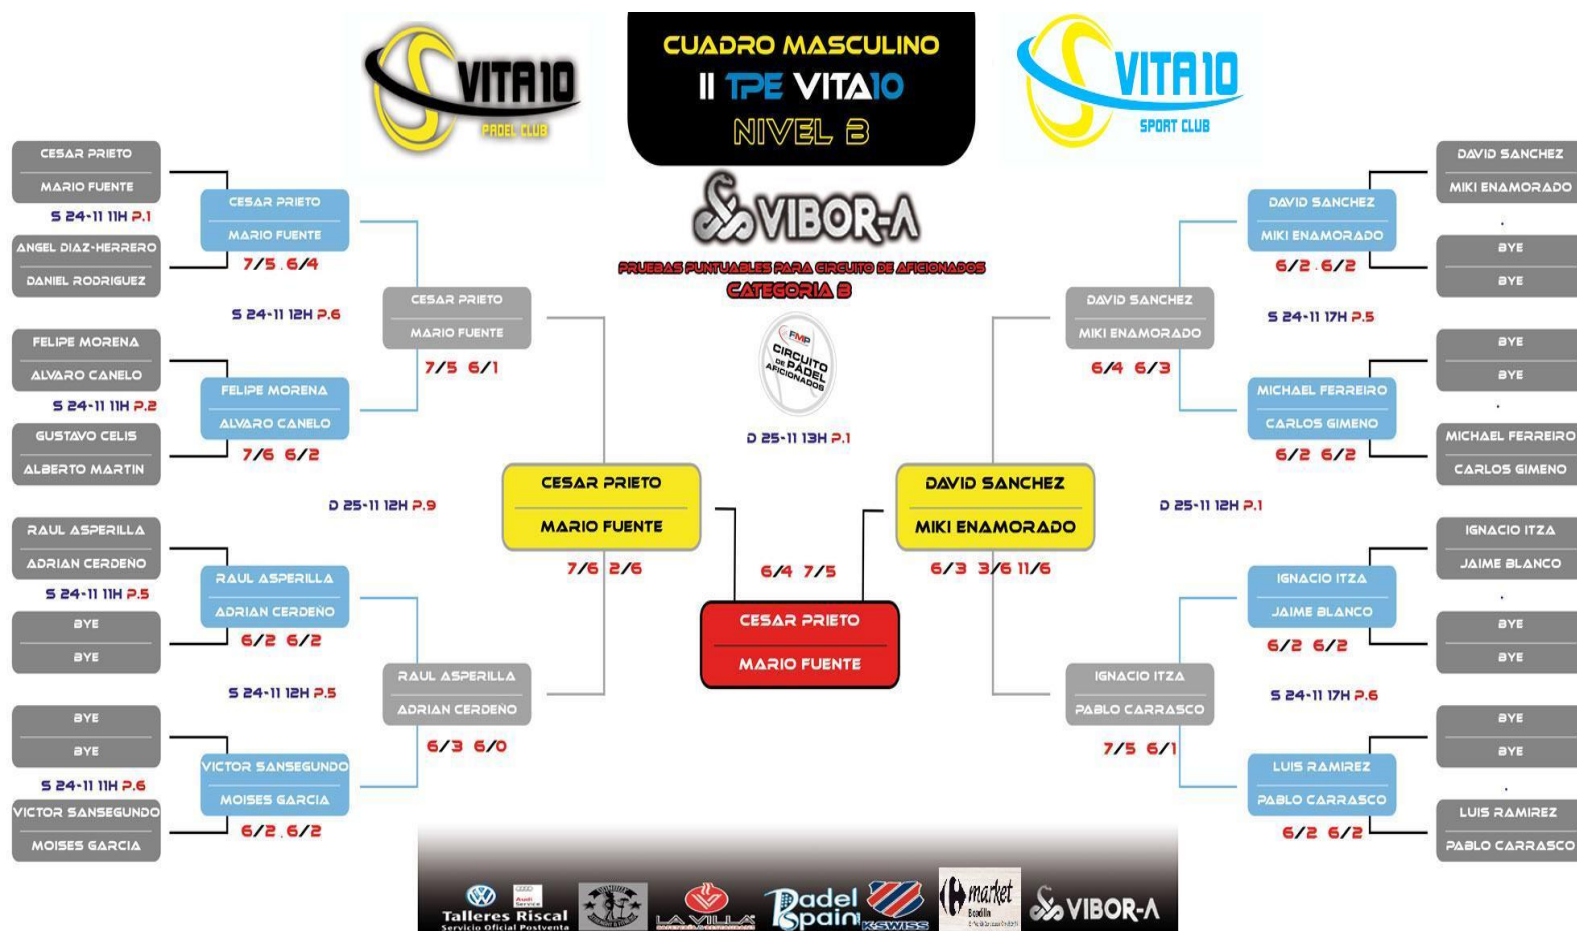 VITA10
PADEL CLUB
CUADRO MASCULINO
II TPE VITA10
NIVEL B
VITA10
SPORT CLUB
VIBOR-A
PRUEBAS PUNTUABLES PARA CIRCUITO DE AFICIONADOS
CATEGORIA B
FMP
CIRCUITO
DE PADEL
AFICIONADOS
CESAR PRIETO
MARIO FUENTE
S 24-11 11H P.1
ANGEL DIAZ-HERRERO
DANIEL RODRIGUEZ
FELIPE MORENA
ALVARO CANELO
S 24-11 11H P.2
GUSTAVO CELIS
ALBERTO MARTIN
RAUL ASPERILLA
ADRIAN CERDEÑO
S 24-11 11H P.5
BYE
BYE
BYE
BYE
S 24-11 11H P.6
VICTOR SANSEGUNDO
MOISES GARCIA
CESAR PRIETO
MARIO FUENTE
7/5 . 6/4
S 24-11 12H P.6
FELIPE MORENA
ALVARO CANELO
7/6 6/2
RAUL ASPERILLA
ADRIAN CERDEÑO
6/2 6/2
S 24-11 12H P.5
VICTOR SANSEGUNDO
MOISES GARCIA
6/2 . 6/2
CESAR PRIETO
MARIO FUENTE
7/5 6/1
D 25-11 12H P.9
RAUL ASPERILLA
ADRIAN CERDEÑO
6/3 6/0
CESAR PRIETO
MARIO FUENTE
7/6 2/6
D 25-11 13H P.1
6/4 7/5
CESAR PRIETO
MARIO FUENTE
DAVID SANCHEZ
MIKI ENAMORADO
6/3 3/6 11/6
DAVID SANCHEZ
MIKI ENAMORADO
6/4 6/3
D 25-11 12H P.1
IGNACIO ITZA
PABLO CARRASCO
7/5 6/1
DAVID SANCHEZ
MIKI ENAMORADO
6/2 . 6/2
S 24-11 17H P.5
MICHAEL FERREIRO
CARLOS GIMENO
6/2 6/2
IGNACIO ITZA
JAIME BLANCO
6/2 6/2
S 24-11 17H P.6
LUIS RAMIREZ
PABLO CARRASCO
6/2 6/2
DAVID SANCHEZ
MIKI ENAMORADO
.
BYE
BYE
BYE
BYE
.
MICHAEL FERREIRO
CARLOS GIMENO
IGNACIO ITZA
JAIME BLANCO
.
BYE
BYE
BYE
BYE
.
LUIS RAMIREZ
PABLO CARRASCO
Audi
Service
Talleres Riscal
Servicio Oficial Postventa
LA VILLA
Padel
Spain
K-SWISS
market
Boadilla
VIBOR-A